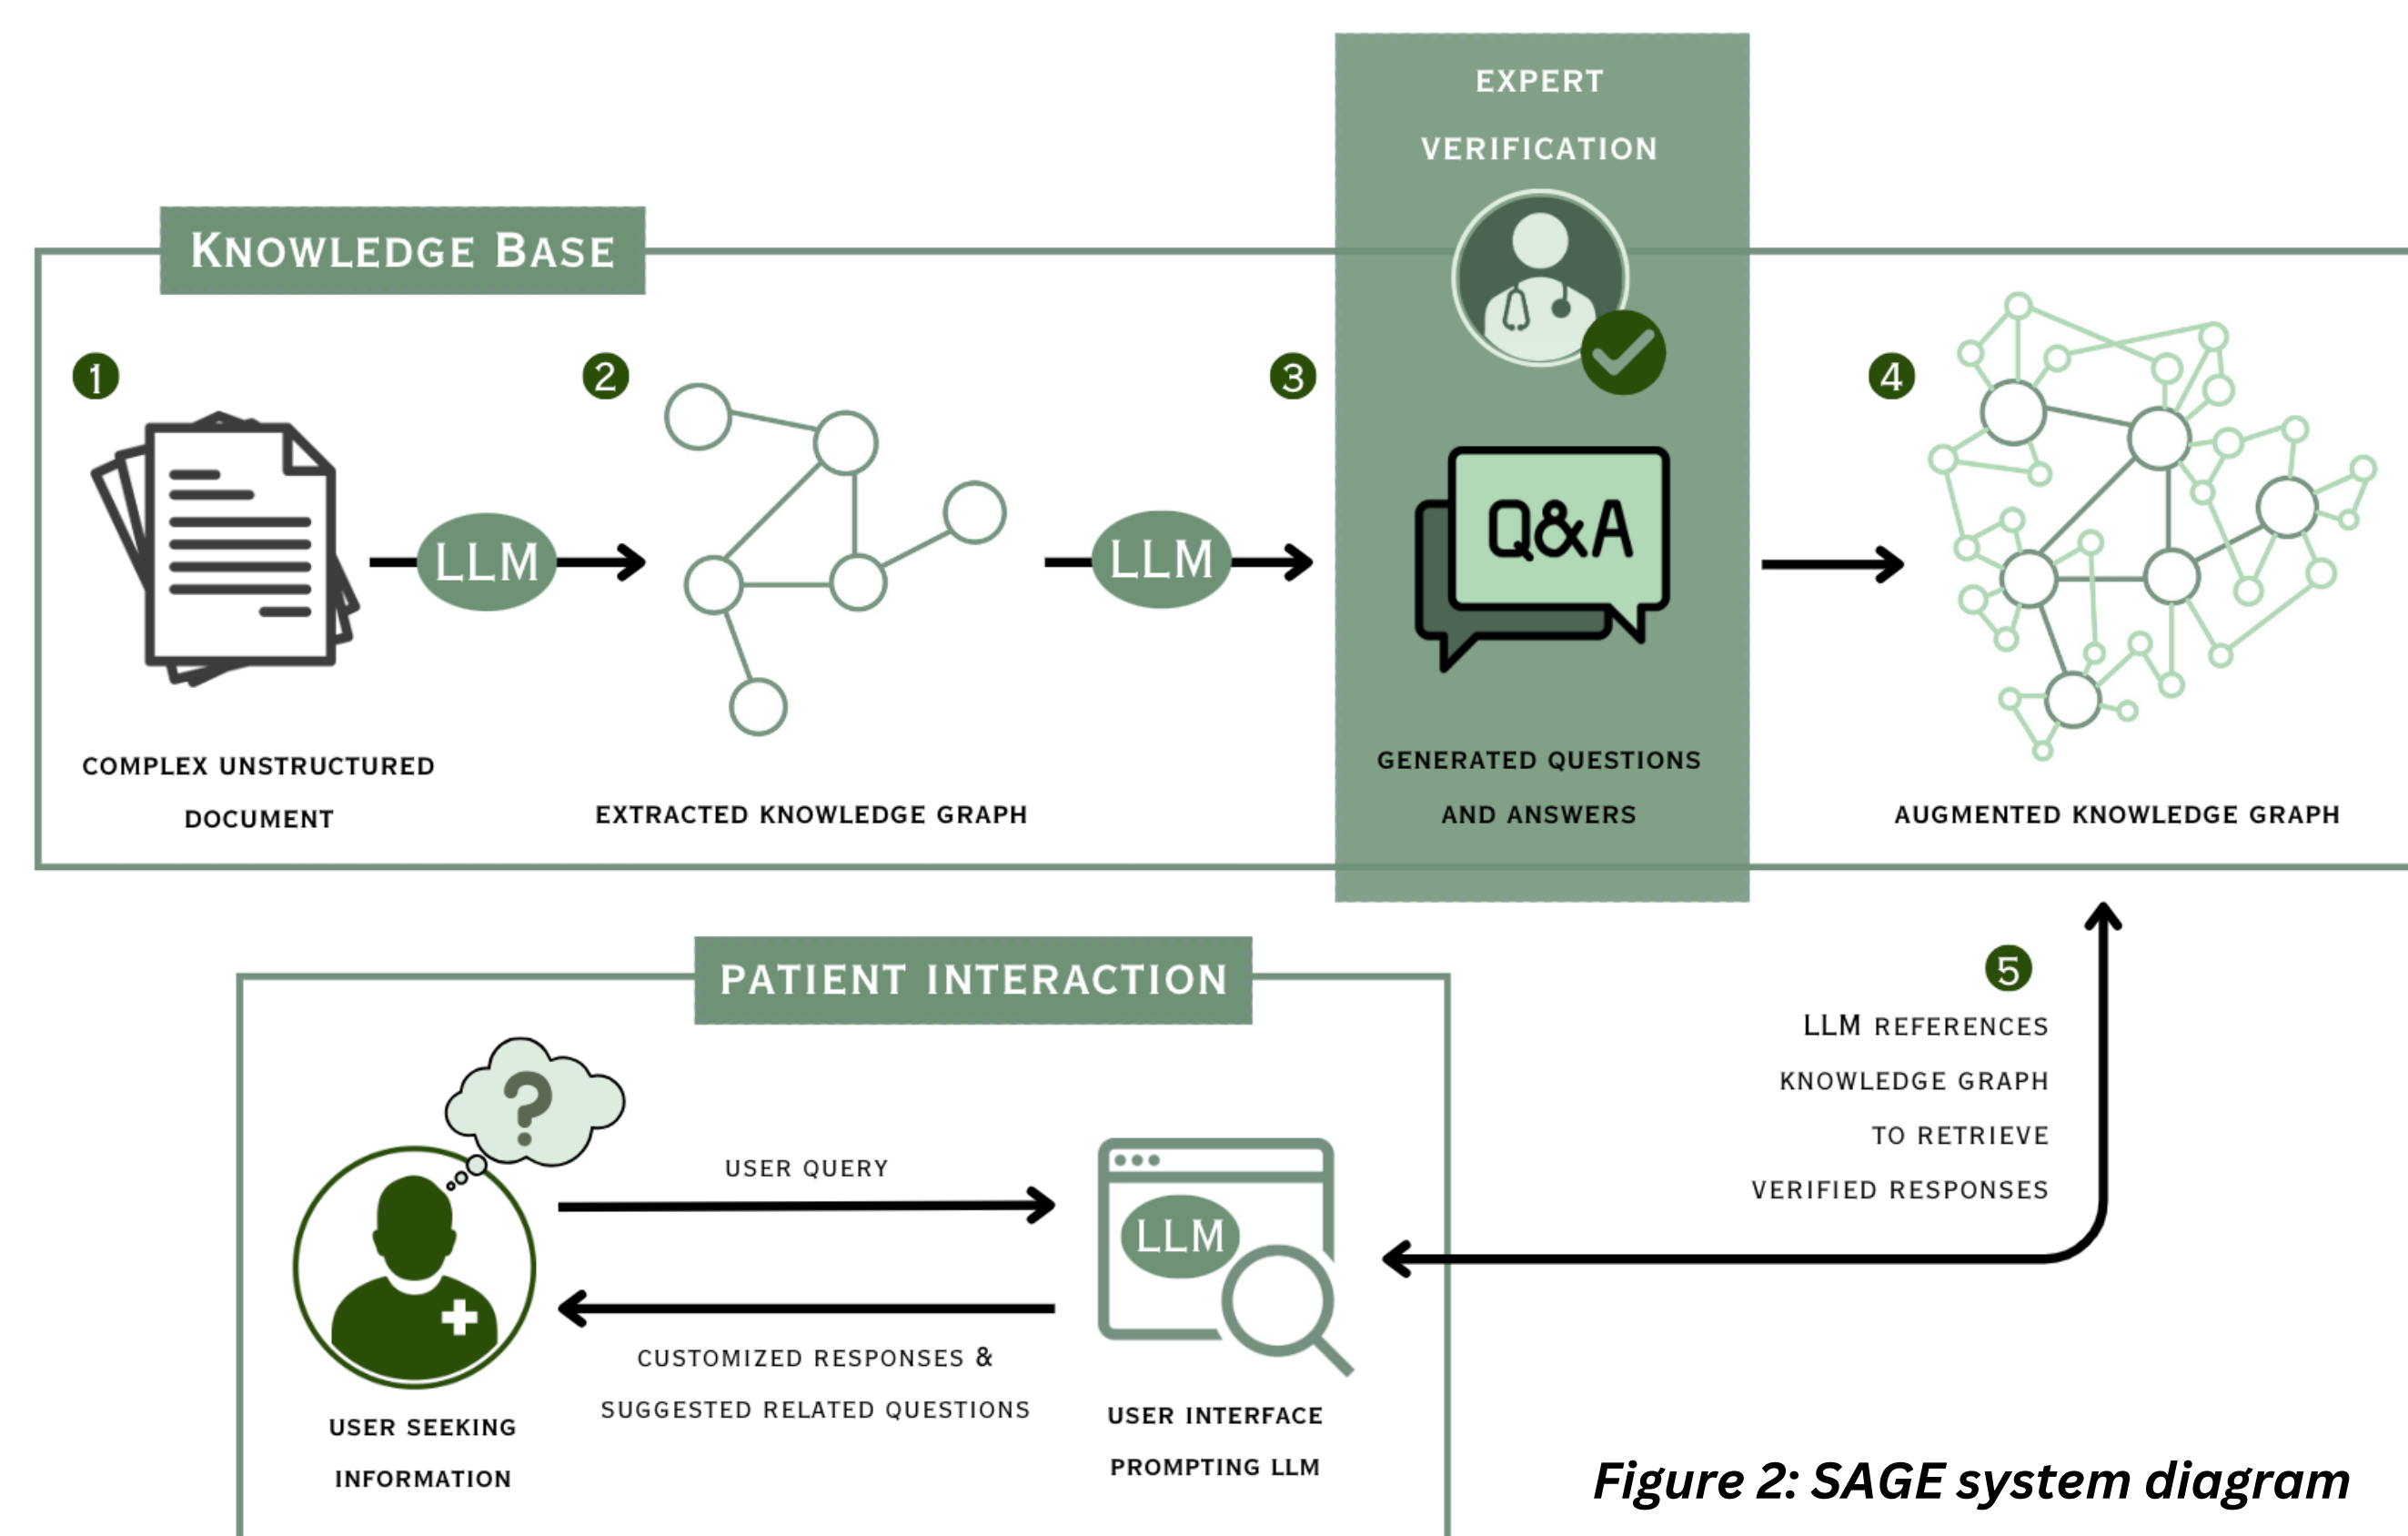 EXPERT
VERIFICATION
KNOWLEDGE BASE
1
2
3
4
LLM
LLM
Q&A
COMPLEX UNSTRUCTURED
DOCUMENT
EXTRACTED KNOWLEDGE GRAPH
GENERATED QUESTIONS
AND ANSWERS
AUGMENTED KNOWLEDGE GRAPH
PATIENT INTERACTION
?
USER QUERY
LLM
CUSTOMIZED RESPONSES &
SUGGESTED RELATED QUESTIONS
USER SEEKING
INFORMATION
USER INTERFACE
PROMPTING LLM
5
LLM REFERENCES
KNOWLEDGE GRAPH
TO RETRIEVE
VERIFIED RESPONSES
Figure 2: SAGE system diagram